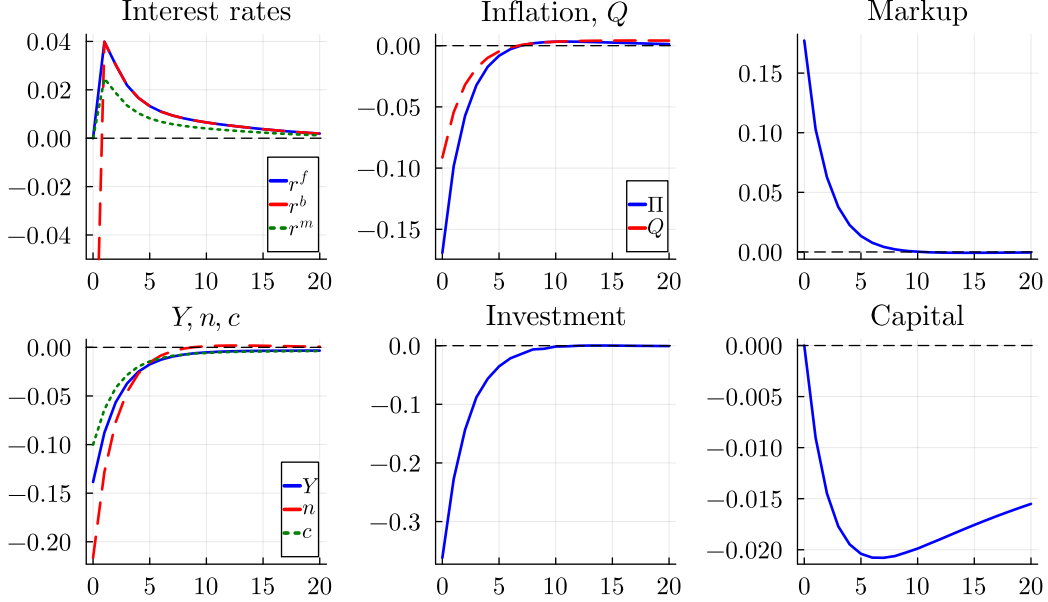 Interest rates
0.04
0.02
0.00
−0.02
−0.04
r^f
r^b
r^m
0 5 10 15 20
Inflation, Q
0.00
−0.05
−0.10
−0.15
Π
Q
0 5 10 15 20
Markup
0.15
0.10
0.05
0.00
0 5 10 15 20
Y, n, c
0.00
−0.05
−0.10
−0.15
−0.20
Y
n
c
0 5 10 15 20
Investment
0.0
−0.1
−0.2
−0.3
0 5 10 15 20
Capital
0.000
−0.005
−0.010
−0.015
−0.020
0 5 10 15 20